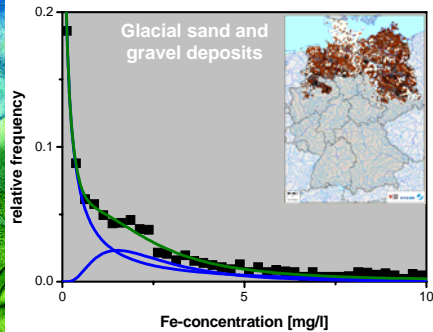 0.2
Glacial sand and
gravel deposits
relative frequency
0.1
0.0
0
5
10
Fe-concentration [mg/l]